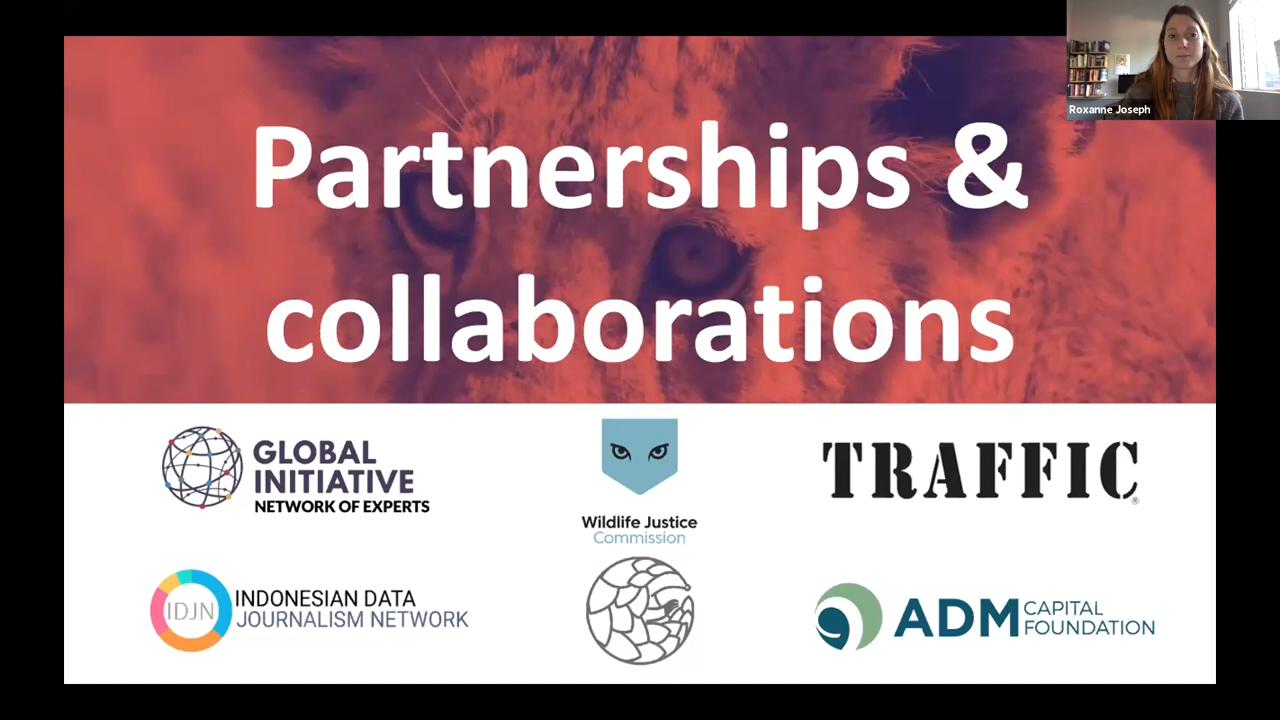 Roxanne Joseph
Partnerships &
collaborations
GLOBAL
INITIATIVE
NETWORK OF EXPERTS
Wildlife Justice
Commission
TRAFFIC®
IDJN
INDONESIAN DATA
JOURNALISM NETWORK
ADM CAPITAL
FOUNDATION